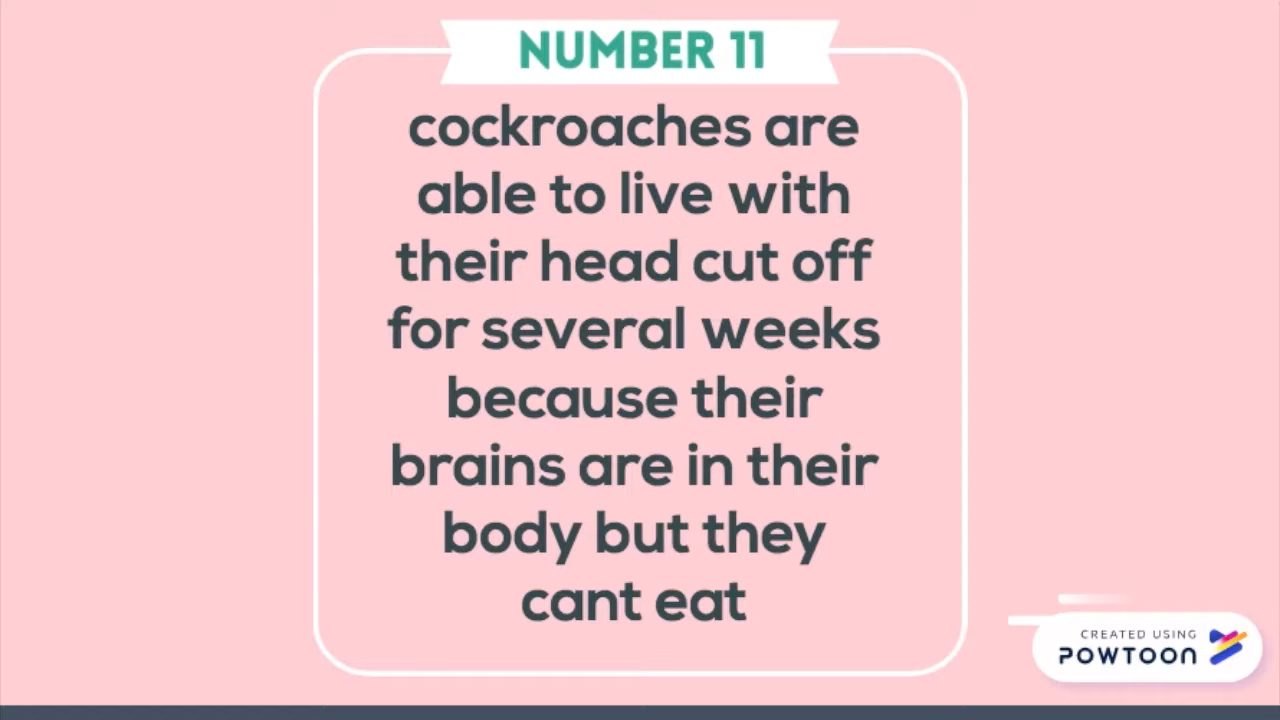 NUMBER 11
cockroaches are
able to live with
their head cut off
for several weeks
because their
brains are in their
body but they
cant eat
CREATED USING
POWTOON